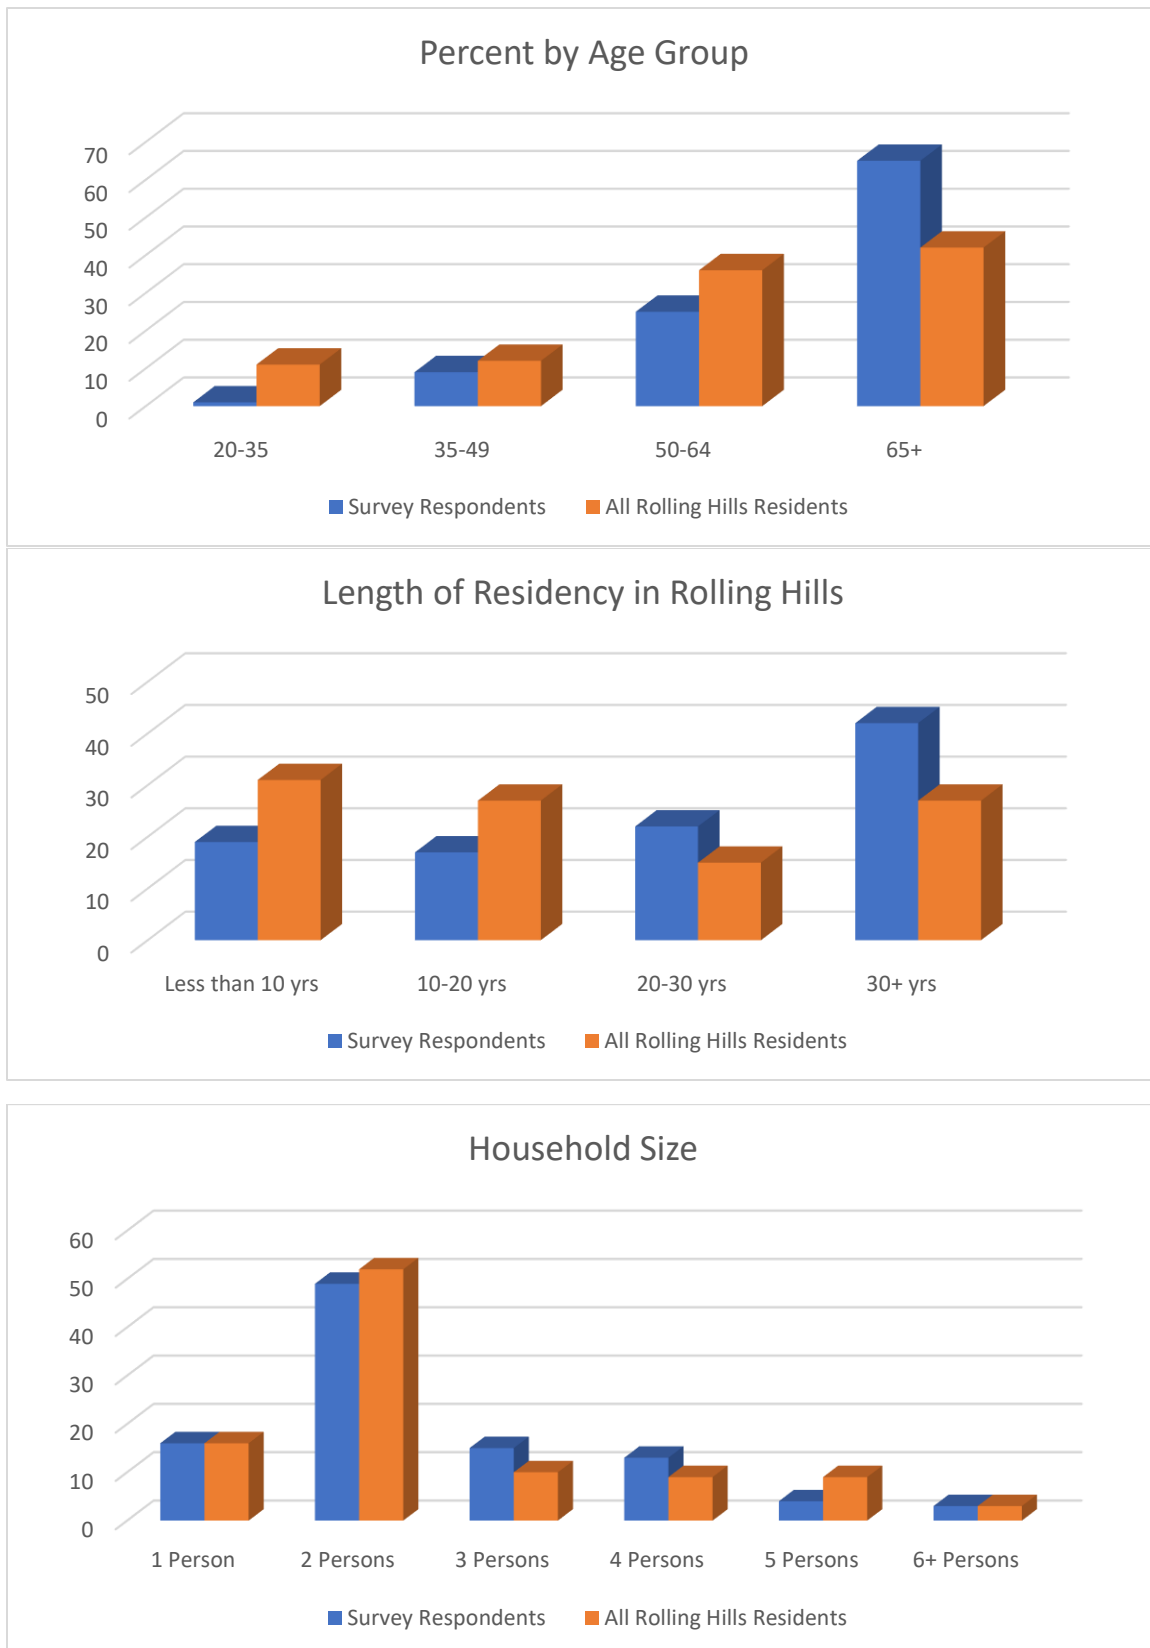 Percent by Age Group
70
60
50
40
30
20
10
0
20-35 35-49 50-64 65+
Survey Respondents All Rolling Hills Residents
Length of Residency in Rolling Hills
50
40
30
20
10
0
Less than 10 yrs 10-20 yrs 20-30 yrs 30+ yrs
Survey Respondents All Rolling Hills Residents
Household Size
60
50
40
30
20
10
0
1 Person 2 Persons 3 Persons 4 Persons 5 Persons 6+ Persons
Survey Respondents All Rolling Hills Residents